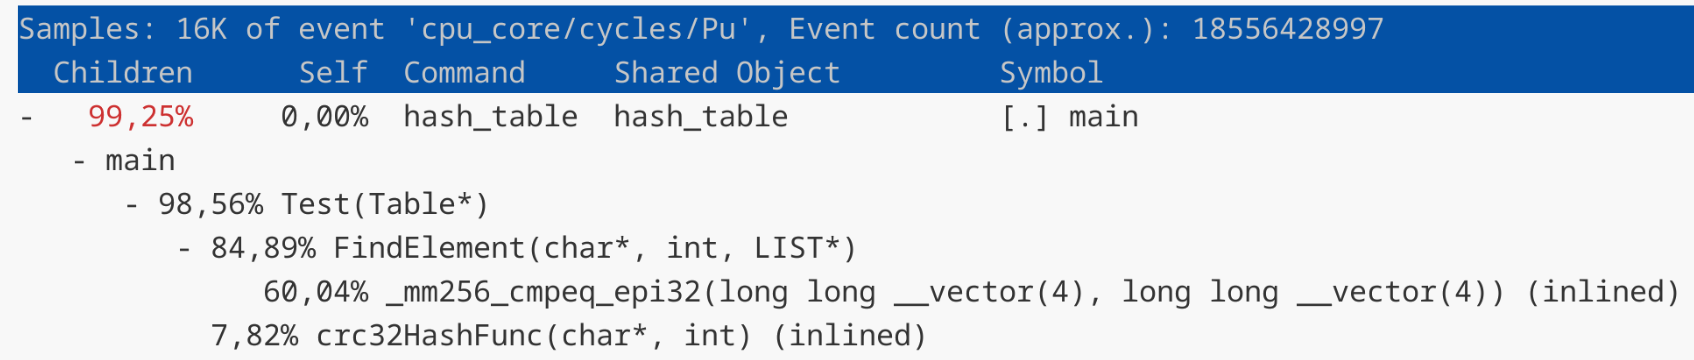 Samples: 16K of event 'cpu_core/cycles/Pu', Event count (approx.): 18556428997
Children Self Command Shared Object Symbol
- 99,25% 0,00% hash_table hash_table [.] main
- main
- 98,56% Test(Table*)
- 84,89% FindElement(char*, int, LIST*)
60,04% _mm256_cmpeq_epi32(long long __vector(4), long long __vector(4)) (inlined)
7,82% crc32HashFunc(char*, int) (inlined)